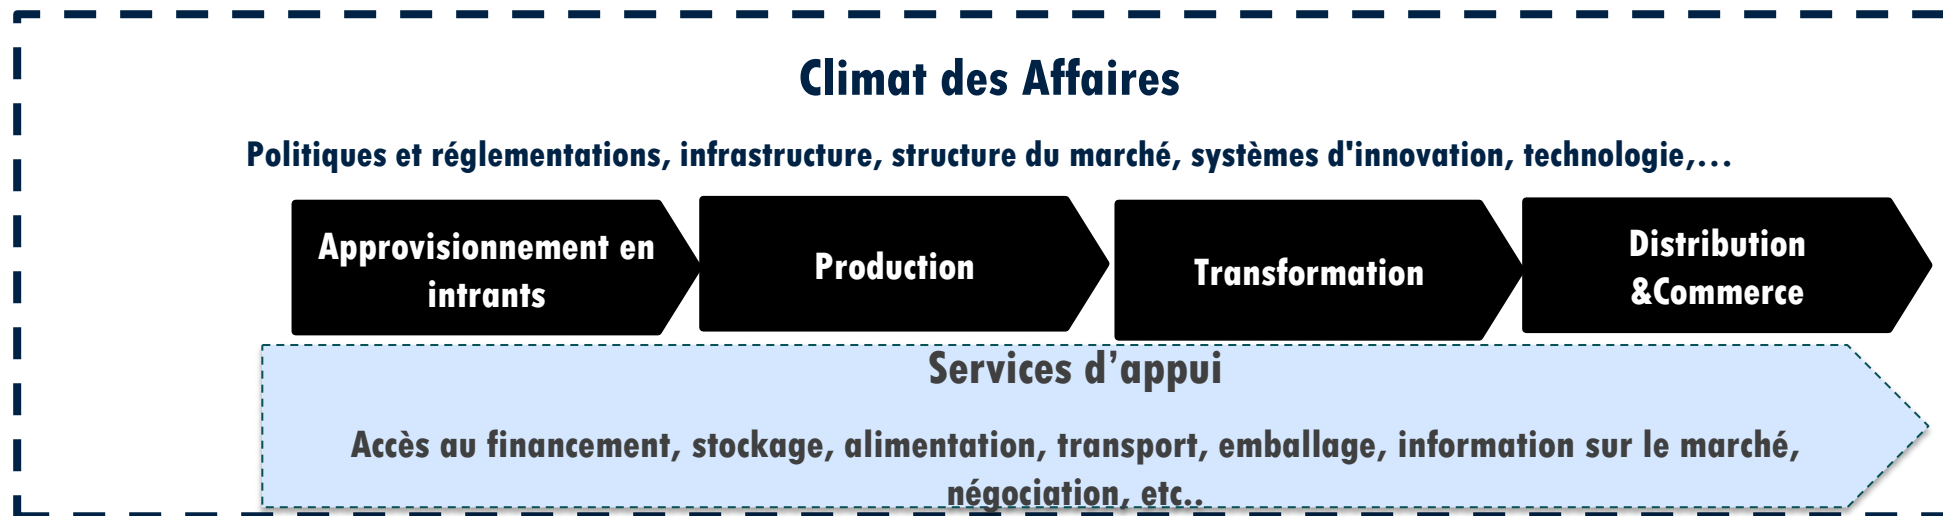 Climat des Affaires
Politiques et réglementations, infrastructure, structure du marché, systèmes d'innovation, technologie,...
Approvisionnement en
intrants
Production
Transformation
Distribution
&Commerce
Services d’appui
Accès au financement, stockage, alimentation, transport, emballage, information sur le marché,
négociation, etc..